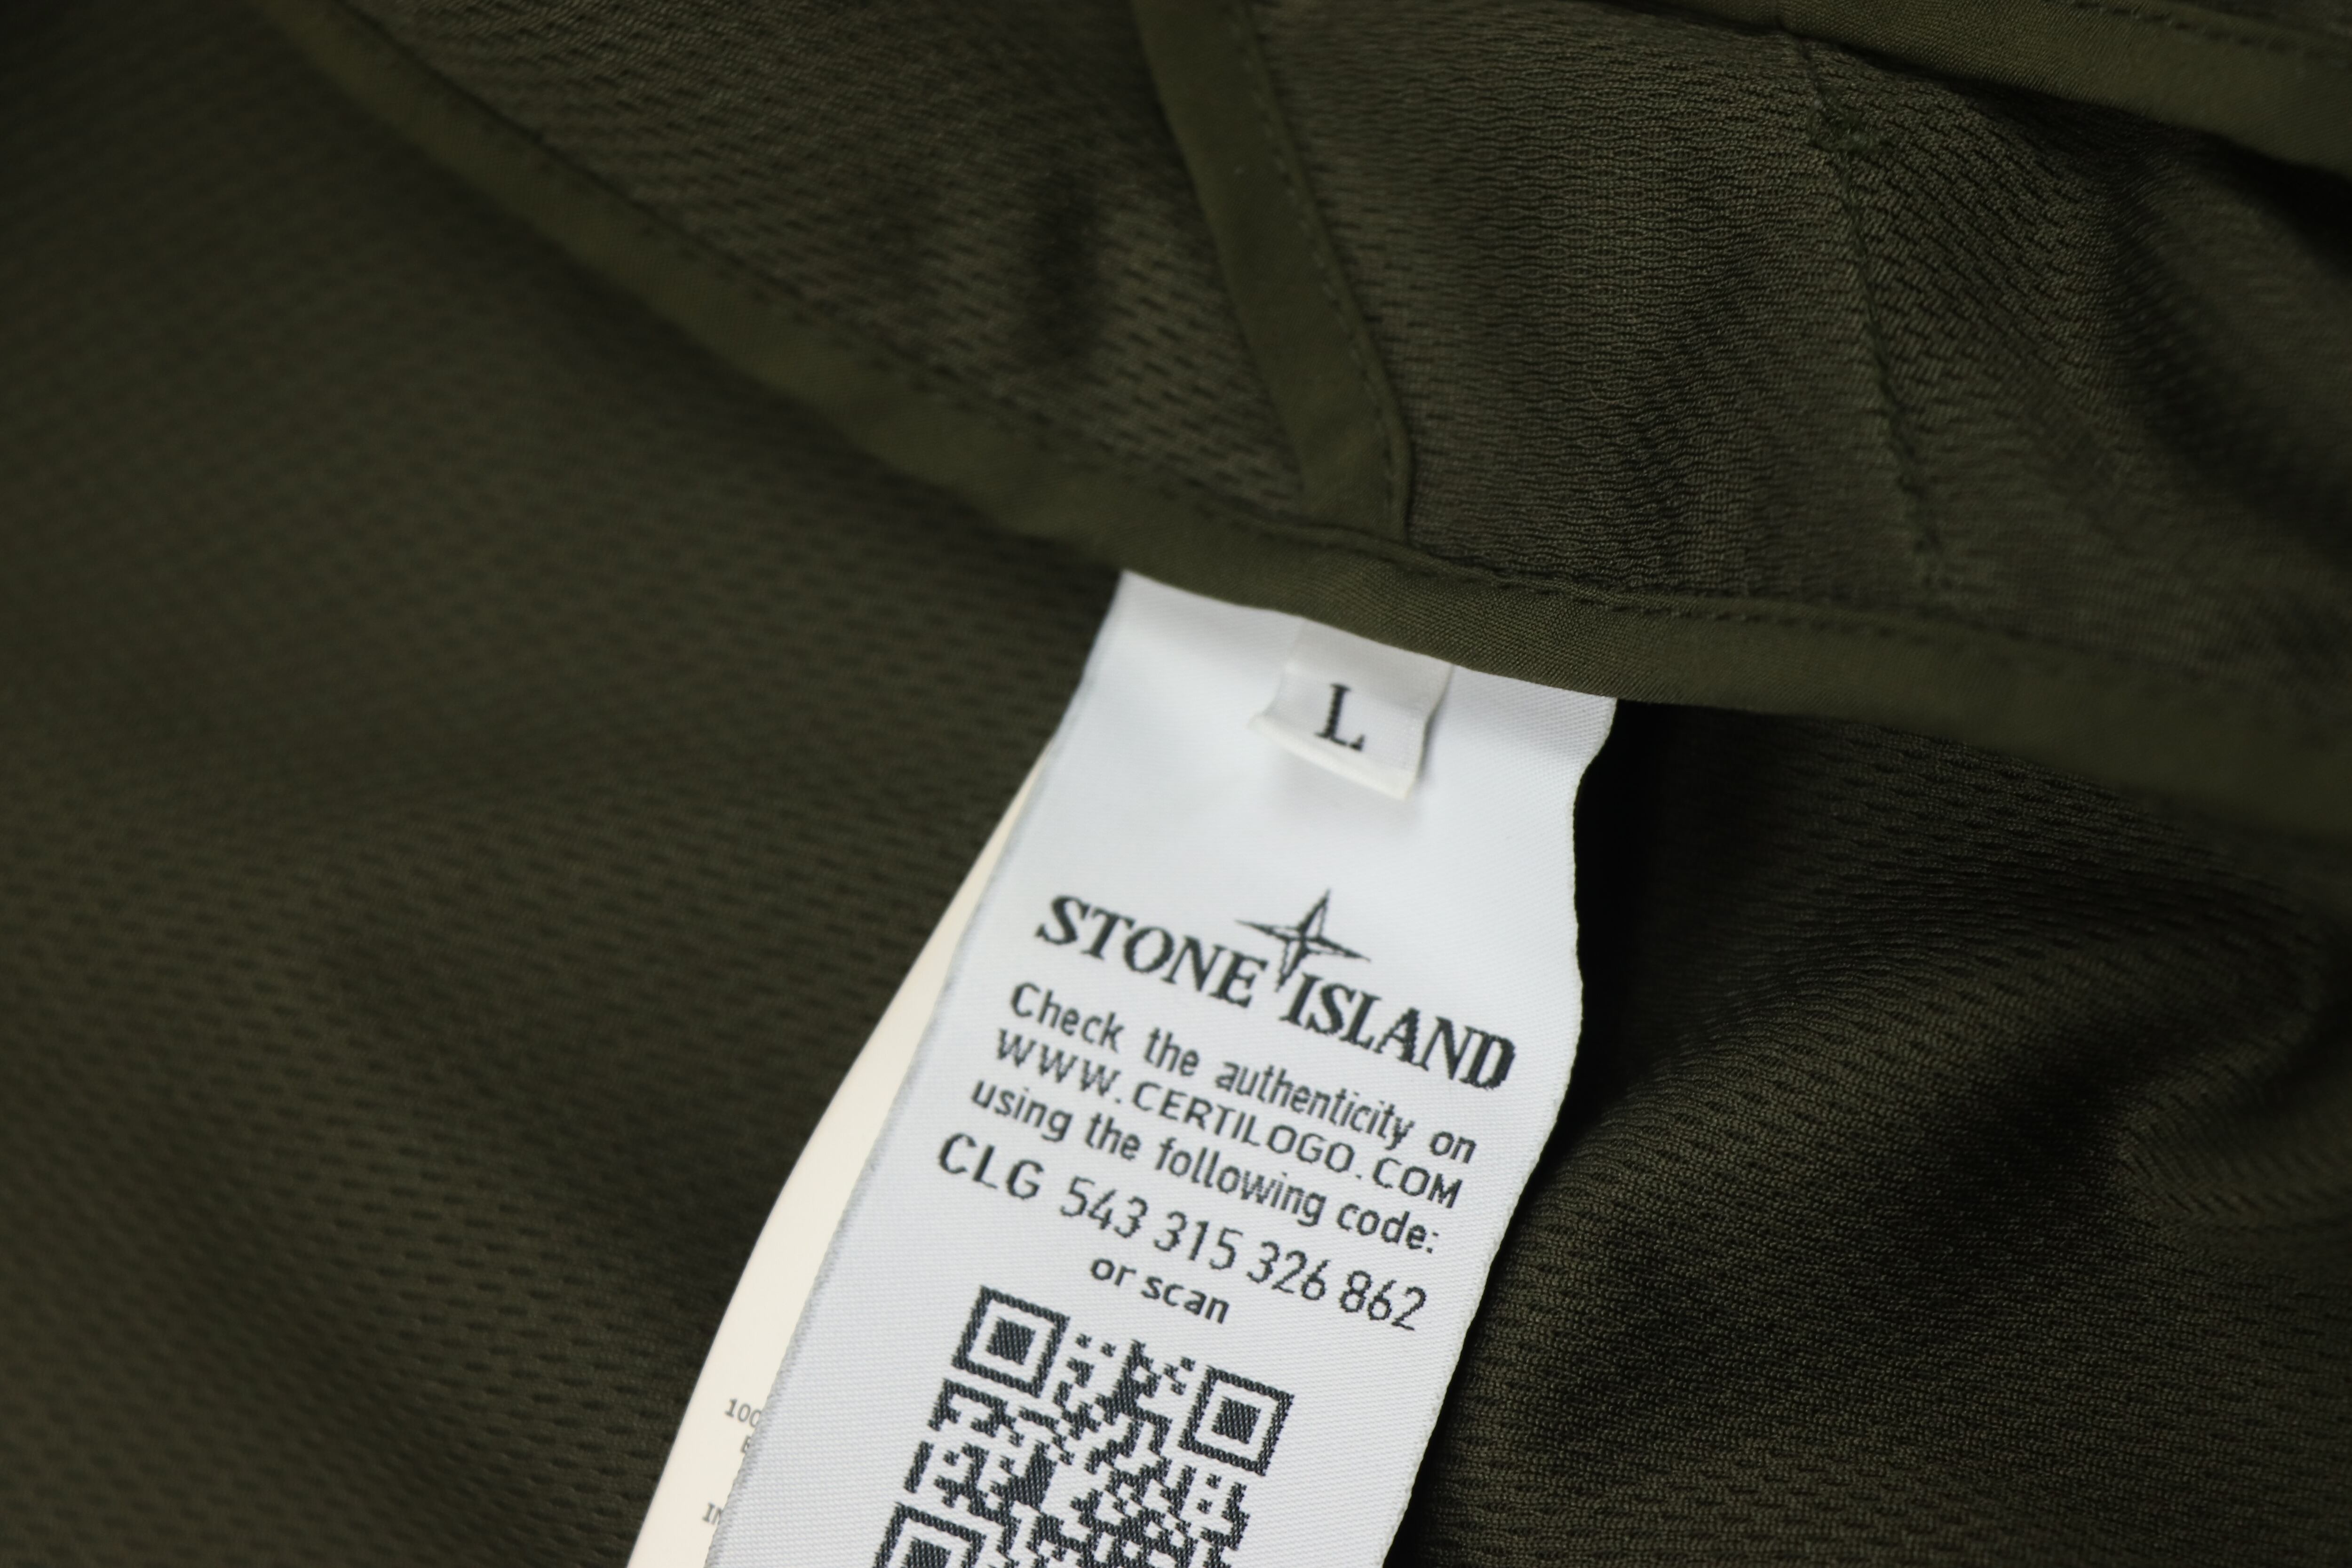 L
STONE ISLAND
Check the authenticity on
WWW.CERTILOGO.COM
using the following code:
CLG 543 315 326 862
or scan
100